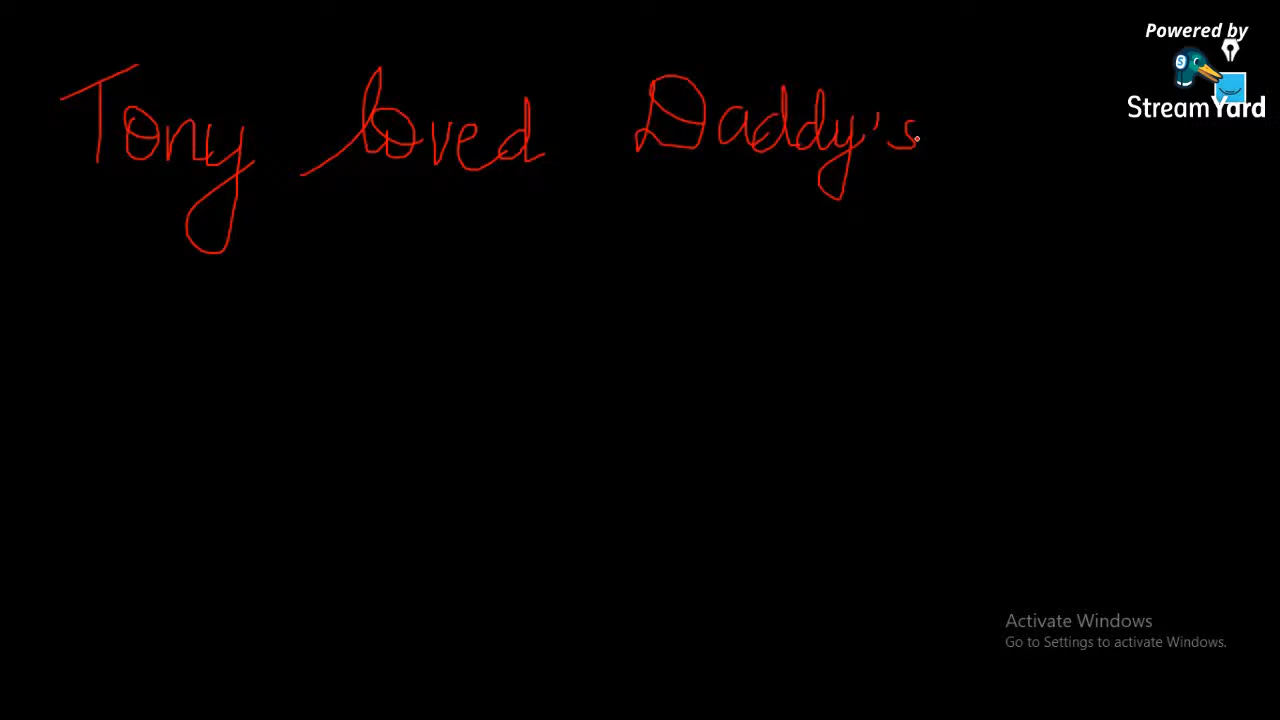 Powered by
StreamYard
Tony loved Daddy's
Activate Windows
Go to Settings to activate Windows.